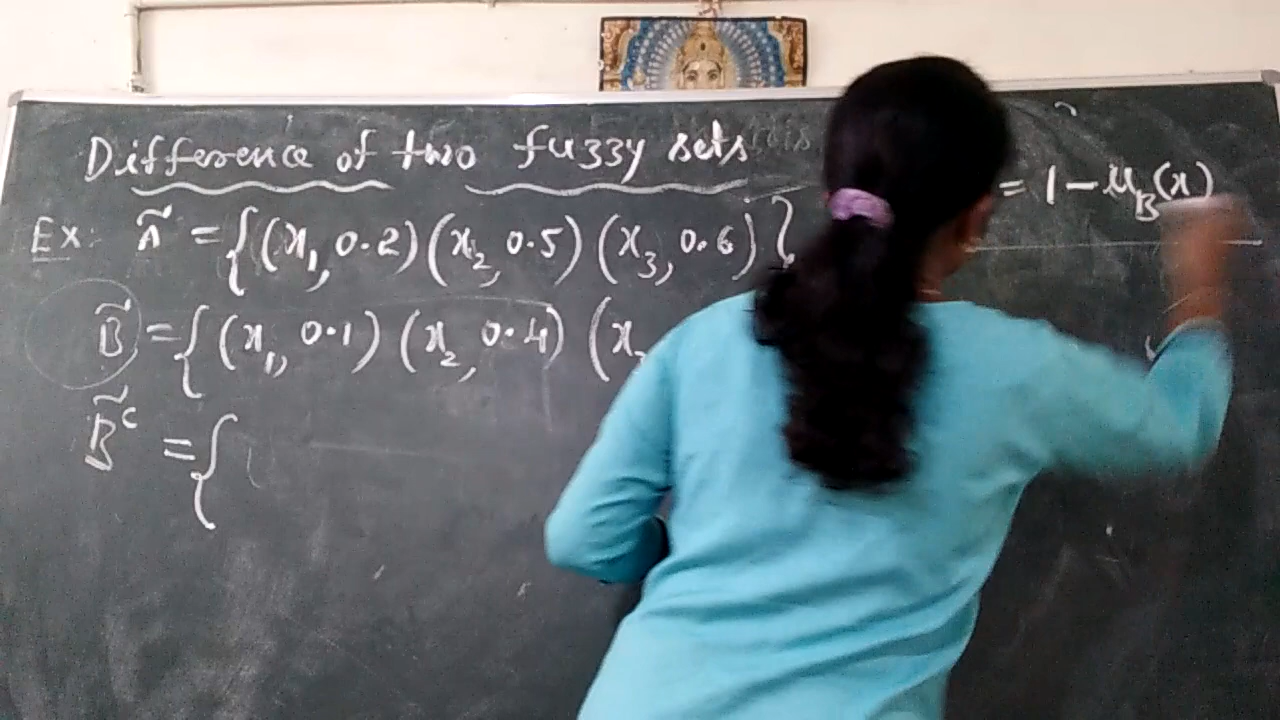 Difference of two fuzzy sets
= 1 - μ_B(x)
Ex: Ã = {(x₁, 0.2) (x₂, 0.5) (x₃, 0.6)}
B̃ = {(x₁, 0.1) (x₂, 0.4) (x
B̃ᶜ = {